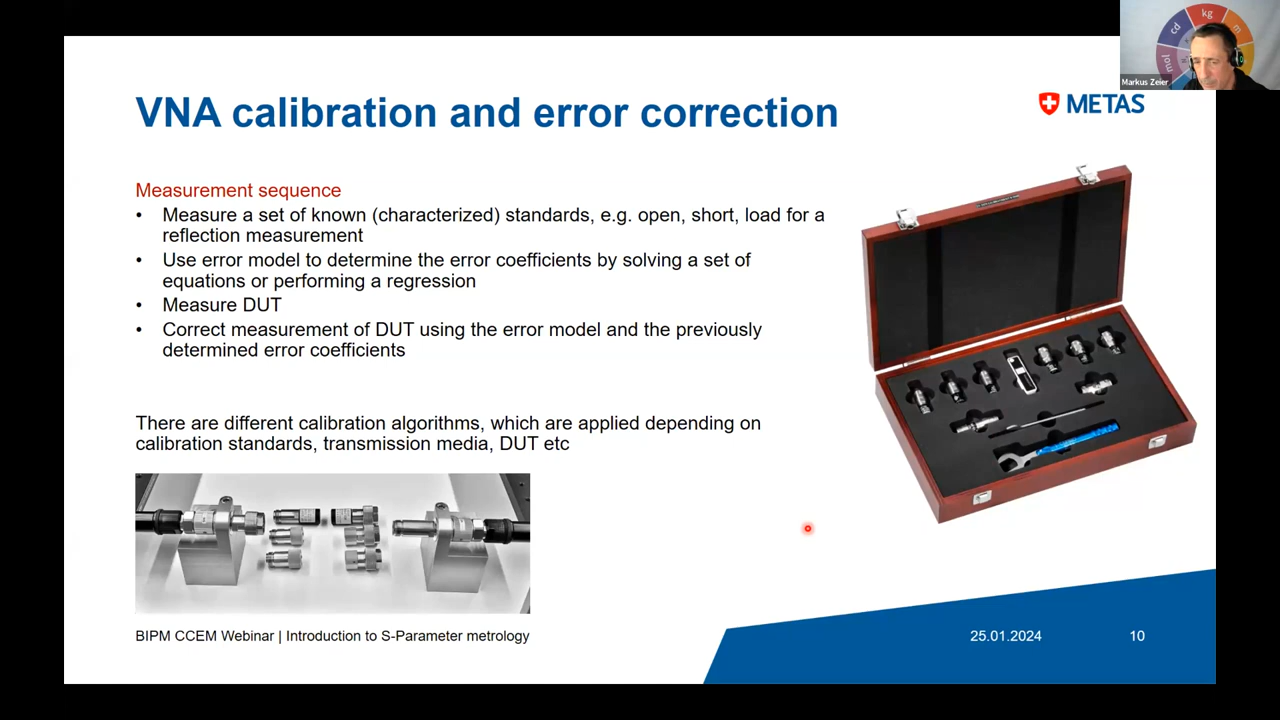 cd
kg
m
mol
Markus Zeier
METAS
VNA calibration and error correction
Measurement sequence
• Measure a set of known (characterized) standards, e.g. open, short, load for a
reflection measurement
• Use error model to determine the error coefficients by solving a set of
equations or performing a regression
• Measure DUT
• Correct measurement of DUT using the error model and the previously
determined error coefficients
There are different calibration algorithms, which are applied depending on
calibration standards, transmission media, DUT etc
BIPM CCEM Webinar | Introduction to S-Parameter metrology
25.01.2024
10